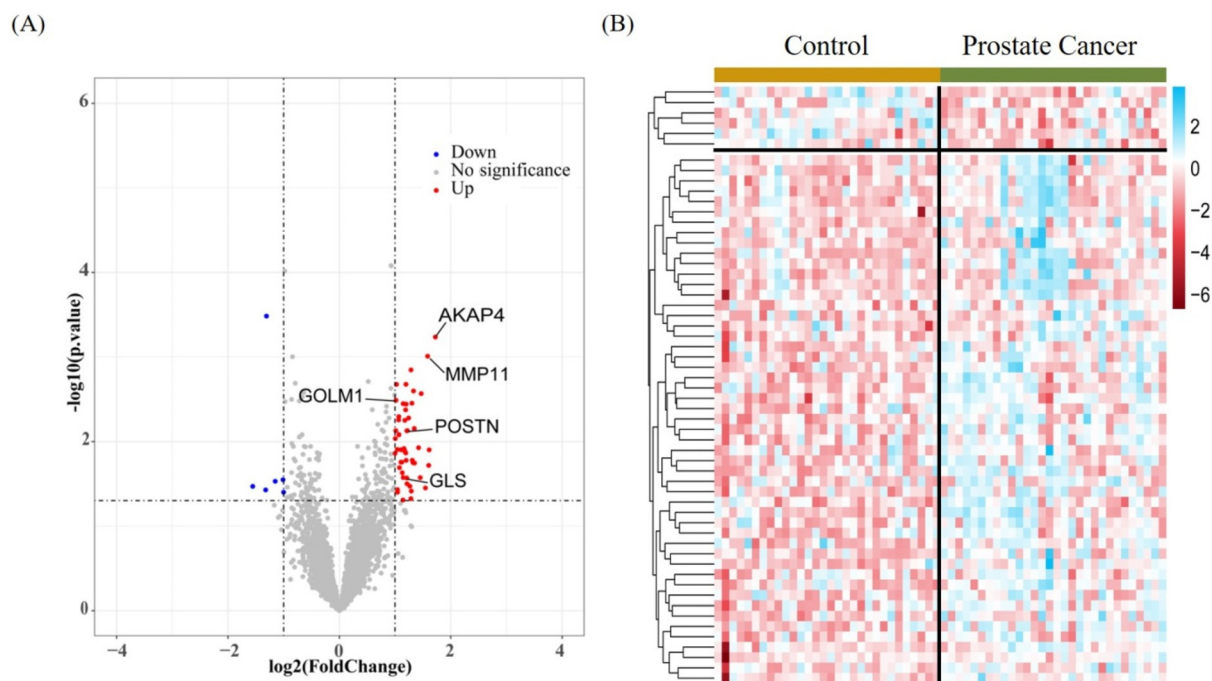 (A)
6
4
2
0
−4
−2
0
2
4
-log10(p.value)
log2(FoldChange)
Down
No significance
Up
AKAP4
MMP11
GOLM1
POSTN
GLS
(B)
Control
Prostate Cancer
2
0
−2
−4
−6